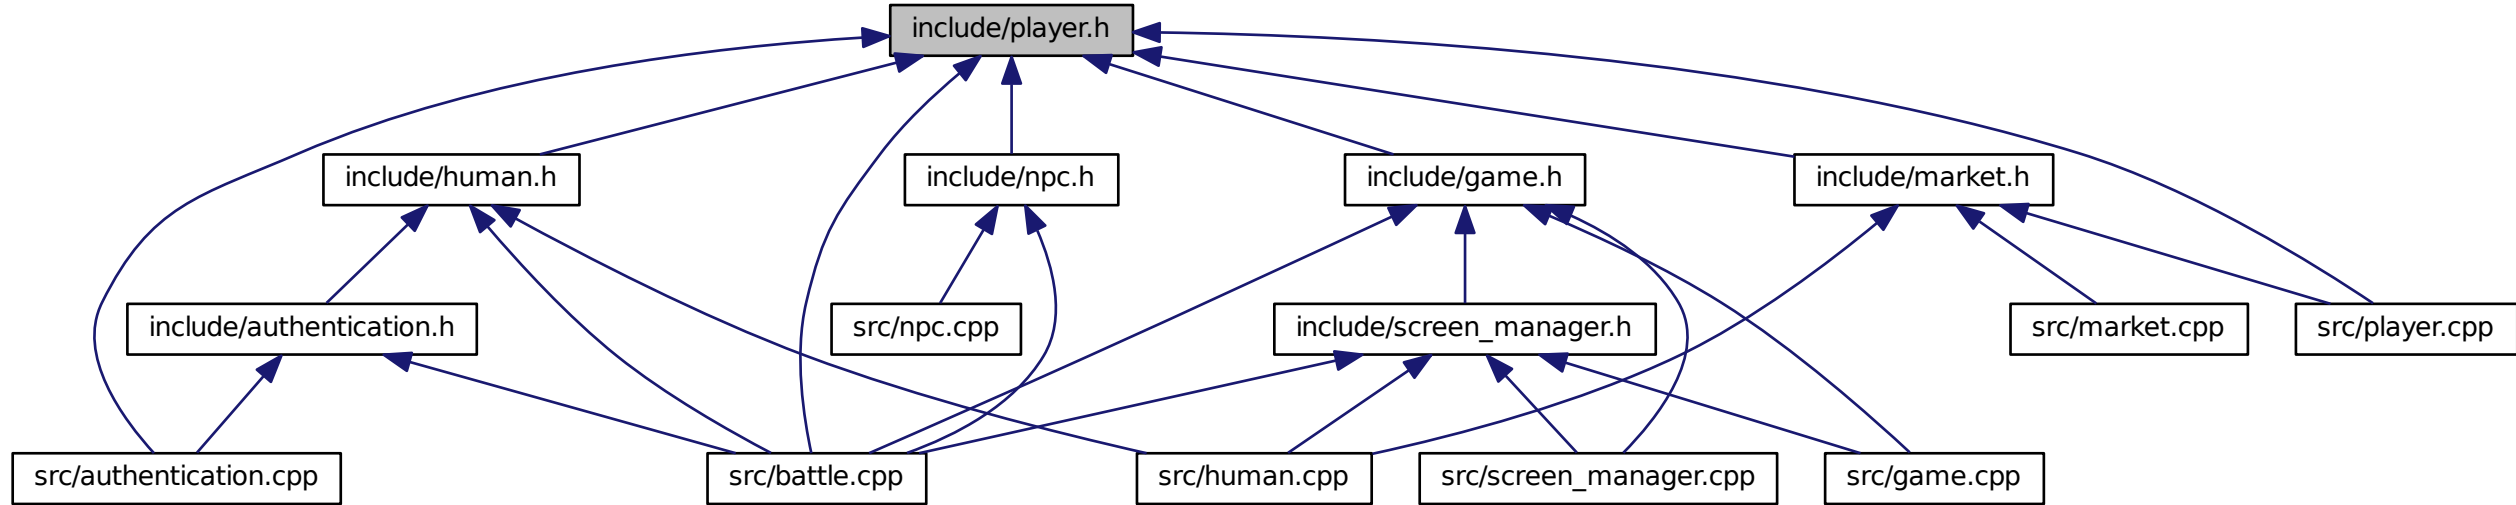 include/player.h
include/human.h
include/npc.h
include/game.h
include/market.h
include/authentication.h
src/npc.cpp
include/screen_manager.h
src/market.cpp
src/player.cpp
src/authentication.cpp
src/battle.cpp
src/human.cpp
src/screen_manager.cpp
src/game.cpp